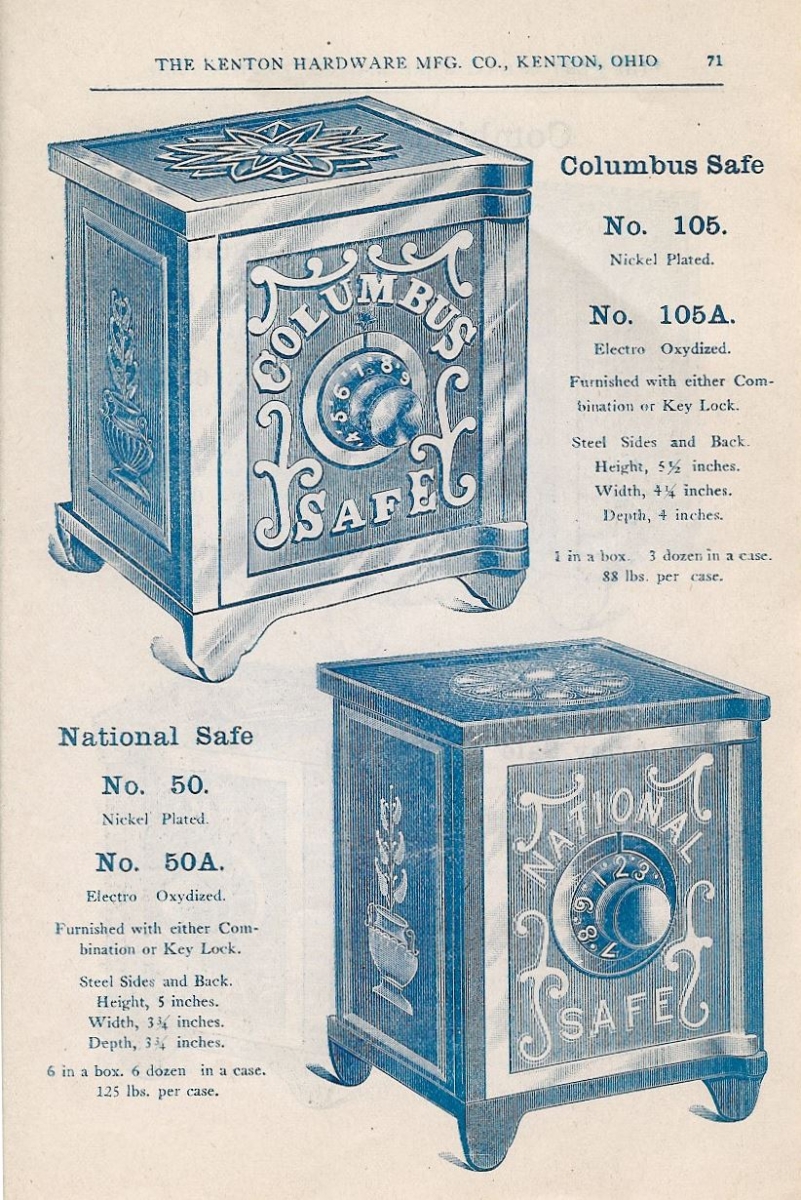 THE KENTON HARDWARE MFG. CO., KENTON, OHIO 71
Columbus Safe
No. 105.
Nickel Plated.
No. 105A.
Electro Oxydized.
Furnished with either Com-
bination or Key Lock.
Steel Sides and Back.
Height, 5½ inches.
Width, 4¼ inches.
Depth, 4 inches.
1 in a box. 3 dozen in a case.
88 lbs. per case.
COLUMBUS
4 5 6 7 8 9
SAFE
National Safe
No. 50.
Nickel Plated.
No. 50A.
Electro Oxydized.
Furnished with either Com-
bination or Key Lock.
Steel Sides and Back.
Height, 5 inches.
Width, 3¾ inches.
Depth, 3¾ inches.
6 in a box. 6 dozen in a case.
125 lbs. per case.
NATIONAL
7 8 9 1 2 3
SAFE